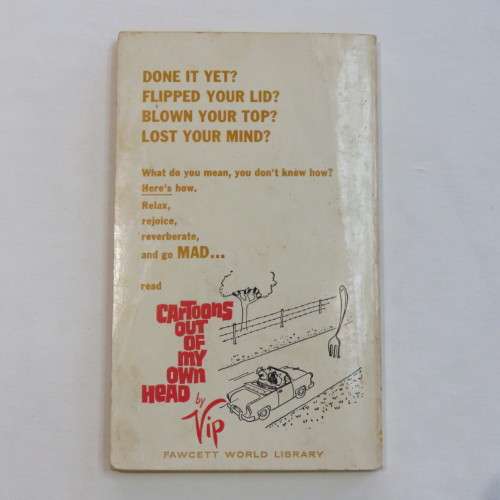 DONE IT YET?
FLIPPED YOUR LID?
BLOWN YOUR TOP?
LOST YOUR MIND?
What do you mean, you don't know how?
Here's how.
Relax,
rejoice,
reverberate,
and go MAD...
read
CARTOONS
OUT
OF
MY
OWN
HEAD
by
Vip
FAWCETT WORLD LIBRARY